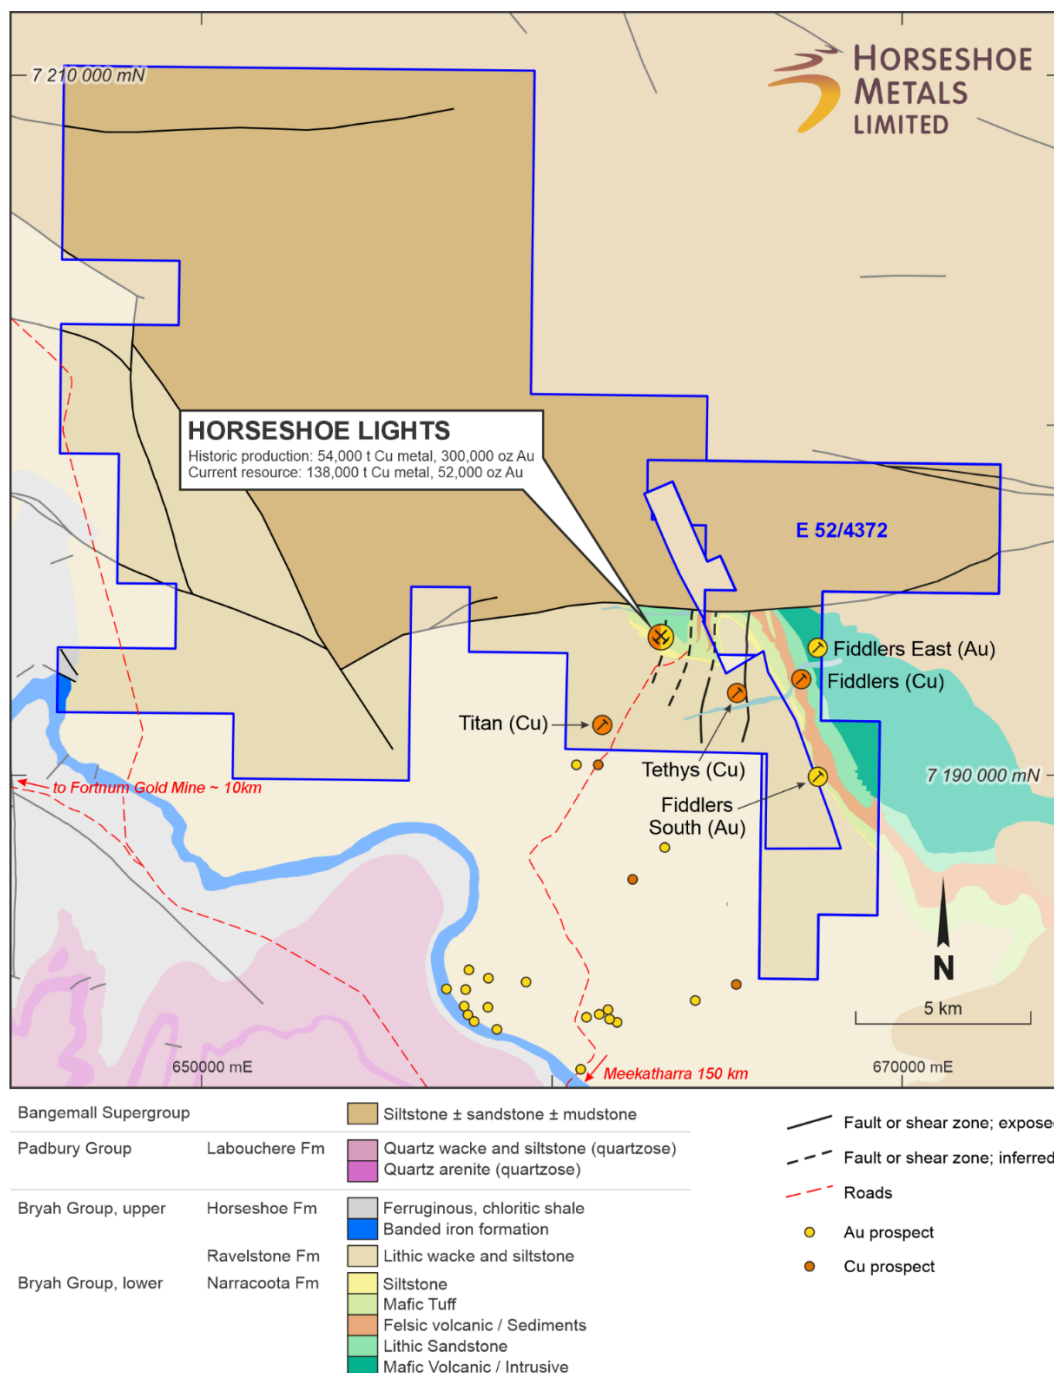 7 210 000 mN
HORSESHOE
METALS
LIMITED
HORSESHOE LIGHTS
Historic production: 54,000 t Cu metal, 300,000 oz Au
Current resource: 138,000 t Cu metal, 52,000 oz Au
E 52/4372
Fiddlers East (Au)
Fiddlers (Cu)
Titan (Cu)
Tethys (Cu)
7 190 000 mN
to Fortnum Gold Mine ~ 10km
Fiddlers
South (Au)
N
5 km
650000 mE
670000 mE
Meekatharra 150 km
Bangemall Supergroup
Siltstone ± sandstone ± mudstone
Padbury Group
Labouchere Fm
Quartz wacke and siltstone (quartzose)
Quartz arenite (quartzose)
Bryah Group, upper
Horseshoe Fm
Ferruginous, chloritic shale
Banded iron formation
Ravelstone Fm
Lithic wacke and siltstone
Bryah Group, lower
Narracoota Fm
Siltstone
Mafic Tuff
Felsic volcanic / Sediments
Lithic Sandstone
Mafic Volcanic / Intrusive
Fault or shear zone; expose
Fault or shear zone; inferred
Roads
Au prospect
Cu prospect